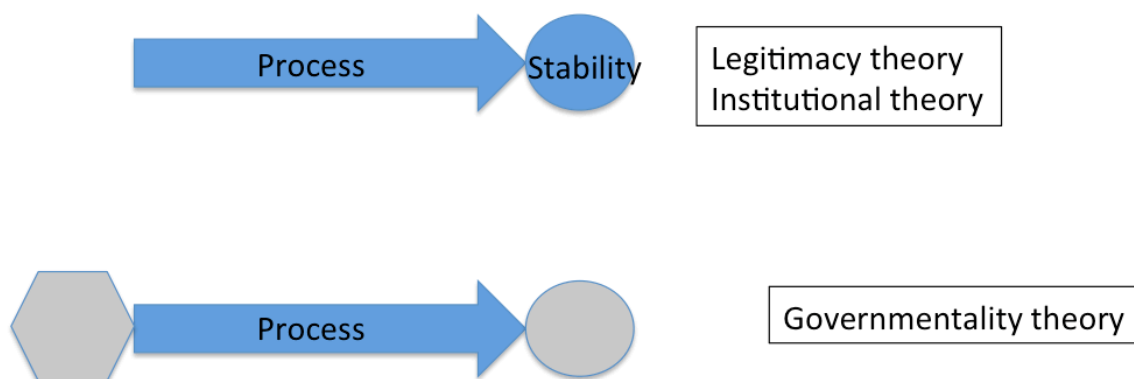 Process
Stability
Legitimacy theory
Institutional theory
Process
Governmentality theory